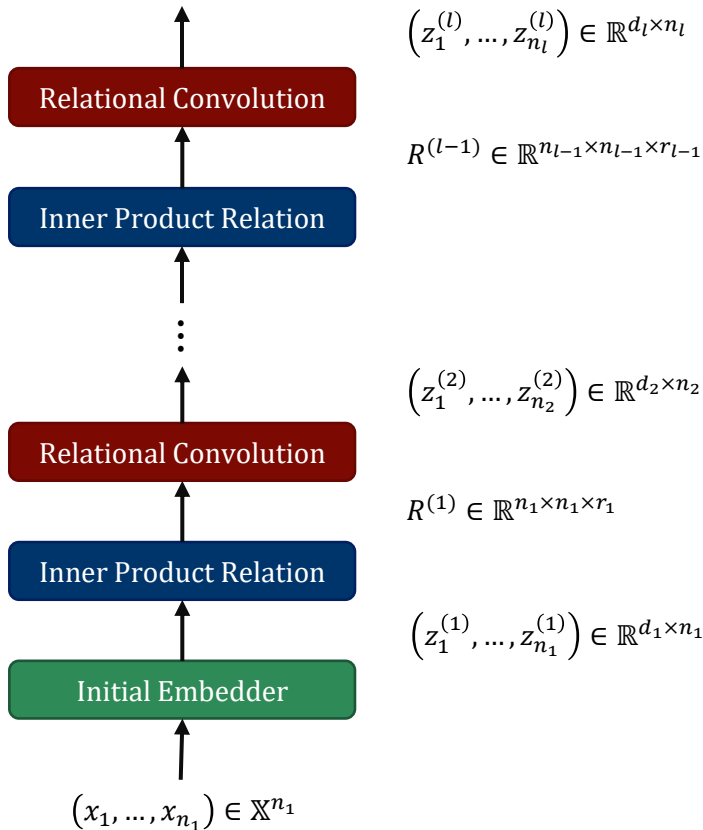 (z_1^{(l)}, …, z_{n_l}^{(l)}) ∈ ℝ^{d_l×n_l}
Relational Convolution
R^{(l−1)} ∈ ℝ^{n_{l−1}×n_{l−1}×r_{l−1}}
Inner Product Relation
⋮
(z_1^{(2)}, …, z_{n_2}^{(2)}) ∈ ℝ^{d_2×n_2}
Relational Convolution
R^{(1)} ∈ ℝ^{n_1×n_1×r_1}
Inner Product Relation
(z_1^{(1)}, …, z_{n_1}^{(1)}) ∈ ℝ^{d_1×n_1}
Initial Embedder
(x_1, …, x_{n_1}) ∈ 𝕏^{n_1}